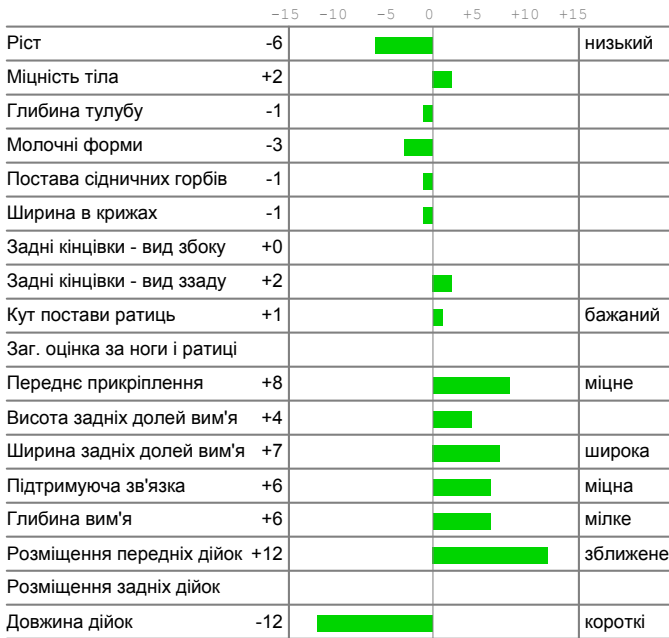 -15 -10 -5 0 +5 +10 +15
Ріст -6 низький
Міцність тіла +2
Глибина тулубу -1
Молочні форми -3
Постава сідничних горбів -1
Ширина в крижах -1
Задні кінцівки - вид збоку +0
Задні кінцівки - вид ззаду +2
Кут постави ратиць +1 бажаний
Заг. оцінка за ноги і ратиці
Переднє прикріплення +8 міцне
Висота задніх долей вим'я +4
Ширина задніх долей вим'я +7 широка
Підтримуюча зв'язка +6 міцна
Глибина вим'я +6 мілке
Розміщення передніх дійок +12 зближене
Розміщення задніх дійок
Довжина дійок -12 короткі